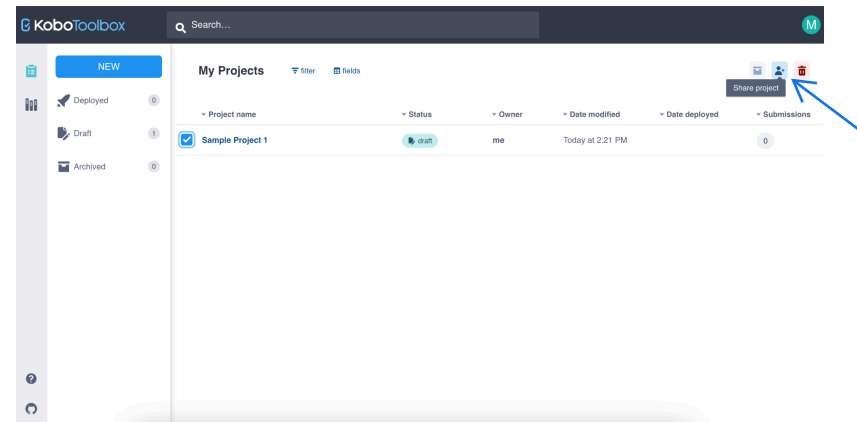 KoboToolbox
Search...
M
NEW
Deployed 0
Draft 1
Archived 0
My Projects filter fields
Share project
Project name Status Owner Date modified Date deployed Submissions
Sample Project 1 draft me Today at 2:21 PM 0
?